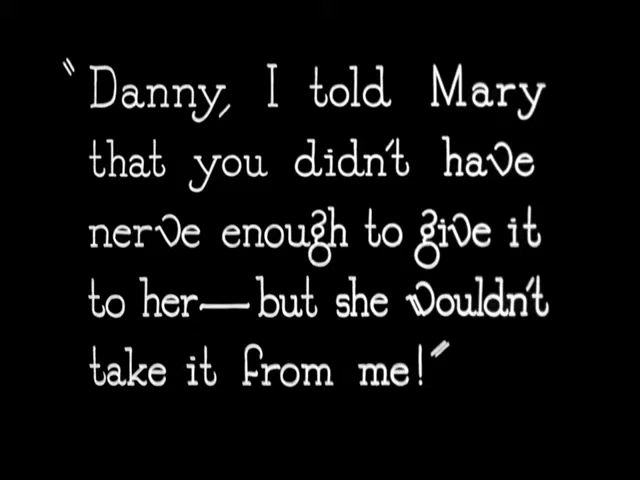 "Danny, I told Mary
that you didn't have
nerve enough to give it
to her—but she wouldn't
take it from me!"